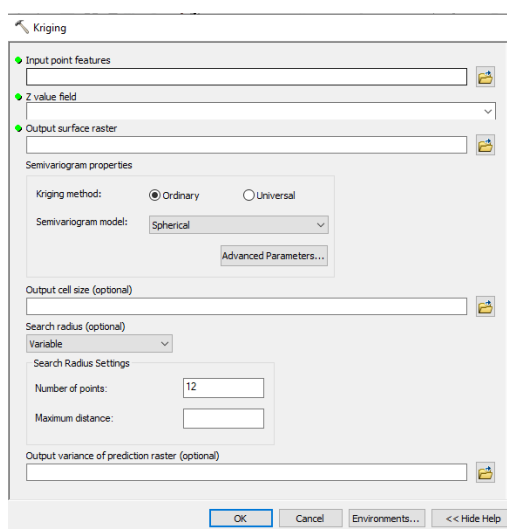 Kriging
Input point features
Z value field
Output surface raster
Semivariogram properties
Kriging method:
Ordinary
Universal
Semivariogram model:
Spherical
Advanced Parameters...
Output cell size (optional)
Search radius (optional)
Variable
Search Radius Settings
Number of points:
12
Maximum distance:
Output variance of prediction raster (optional)
OK
Cancel
Environments...
<< Hide Help